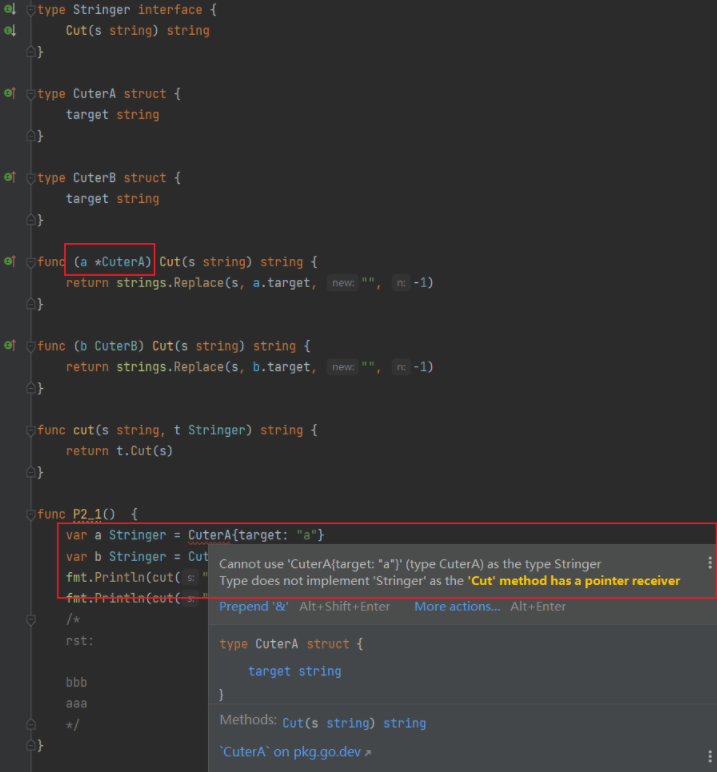 type Stringer interface {
Cut(s string) string
}
type CuterA struct {
target string
}
type CuterB struct {
target string
}
func (a *CuterA) Cut(s string) string {
return strings.Replace(s, a.target, new: "", n: -1)
}
func (b CuterB) Cut(s string) string {
return strings.Replace(s, b.target, new: "", n: -1)
}
func cut(s string, t Stringer) string {
return t.Cut(s)
}
func P2_1() {
var a Stringer = CuterA{target: "a"}
var b Stringer = Cut
fmt.Println(cut( s: "
fmt.Println(cut( s: "
/*
rst:
bbb
aaa
*/
}
Cannot use 'CuterA{target: "a"}' (type CuterA) as the type Stringer
Type does not implement 'Stringer' as the 'Cut' method has a pointer receiver
Prepend '&' Alt+Shift+Enter More actions... Alt+Enter
type CuterA struct {
target string
}
Methods: Cut(s string) string
`CuterA` on pkg.go.dev ↗